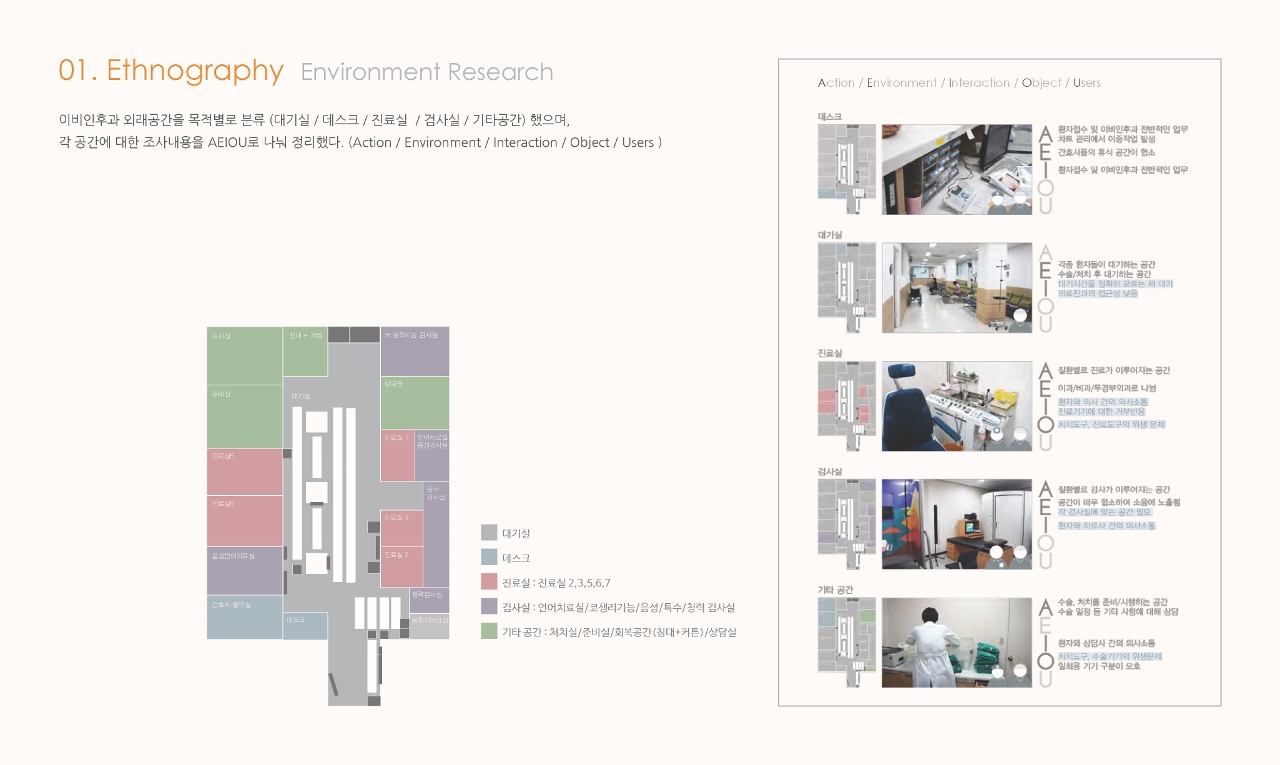 01. Ethnography Environment Research
이비인후과 외래공간을 목적별로 분류 (대기실 / 데스크 / 진료실 / 검사실 / 기타공간) 했으며,
각 공간에 대한 조사내용을 AEIOU로 나눠 정리했다. (Action / Environment / Interaction / Object / Users )
처치실
침대 + 커튼
코 생리기능 검사실
준비실
상담실
대기실
진료실 7
언어치료실
음성검사실
진료실5
특수
검사실
진료실6
진료실 3
진료실 2
음성언어치료실
청력검사실
간호사 탈의실
데스크
대기실
데스크
진료실 : 진료실 2,3,5,6,7
검사실 : 언어치료실/코생리기능/음성/특수/청력 검사실
기타 공간 : 처치실/준비실/회복공간(침대+커튼)/상담실
Action / Environment / Interaction / Object / Users
데스크
A E I O U
환자접수 및 이비인후과 전반적인 업무
차트 관리에서 이중작업 발생
간호사들의 휴식 공간이 협소
환자접수 및 이비인후과 전반적인 업무
대기실
A E I O U
각종 환자들이 대기하는 공간
수술/처치 후 대기하는 공간
대기시간을 정확히 모르는 채 대기
의료진과의 접근성 낮음
진료실
A E I O U
질환별로 진료가 이루어지는 공간
이과/비과/두경부외과로 나뉨
환자와 의사 간의 의사소통
진료기기에 대한 거부반응
처치도구, 진료도구의 위생 문제
검사실
A E I O U
질환별로 검사가 이루어지는 공간
공간이 매우 협소하여 소음에 노출됨
각 검사실에 맞는 공간 필요
환자와 치료사 간의 의사소통
기타 공간
A E I O U
수술, 처치를 준비/시행하는 공간
수술 일정 등 기타 사항에 대해 상담
환자와 상담사 간의 의사소통
처치도구, 수술기기의 위생문제
일회용 기기 구분이 모호